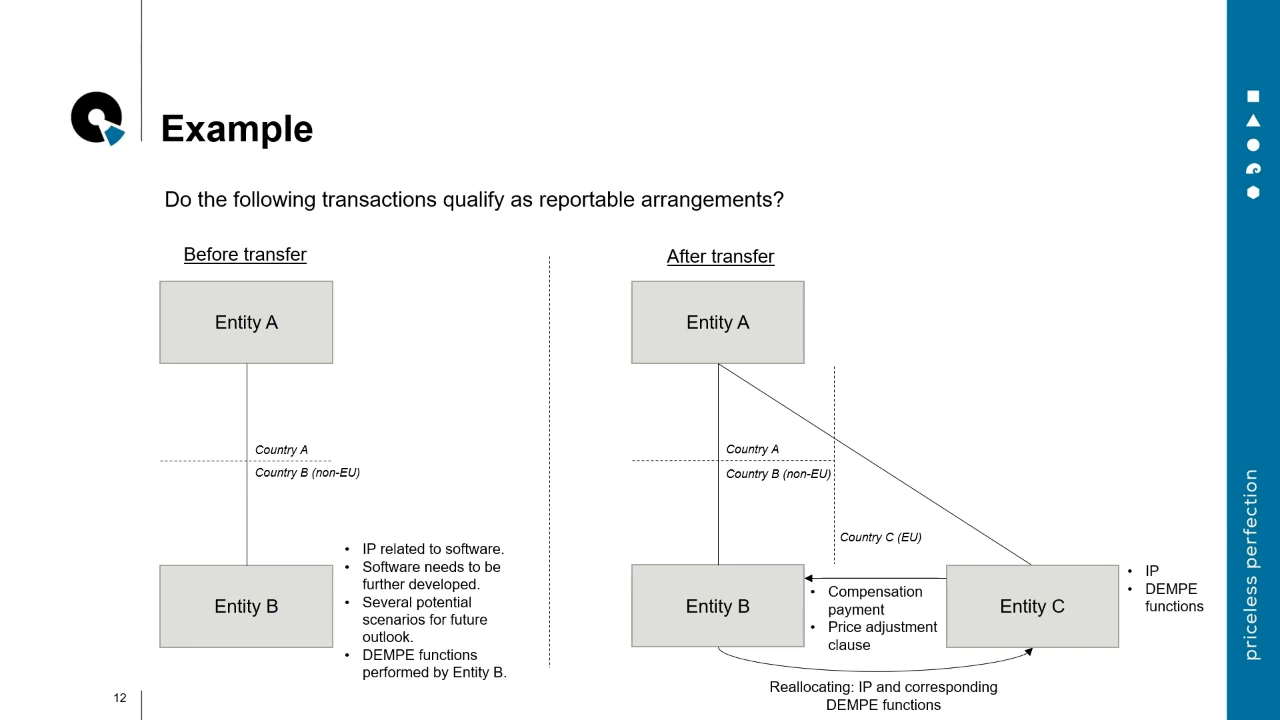 Example
Do the following transactions qualify as reportable arrangements?
Before transfer
Entity A
Country A
Country B (non-EU)
Entity B
• IP related to software.
• Software needs to be
further developed.
• Several potential
scenarios for future
outlook.
• DEMPE functions
performed by Entity B.
After transfer
Entity A
Country A
Country B (non-EU)
Country C (EU)
Entity B
• Compensation
payment
• Price adjustment
clause
Entity C
• IP
• DEMPE
functions
Reallocating: IP and corresponding
DEMPE functions
12
priceless perfection